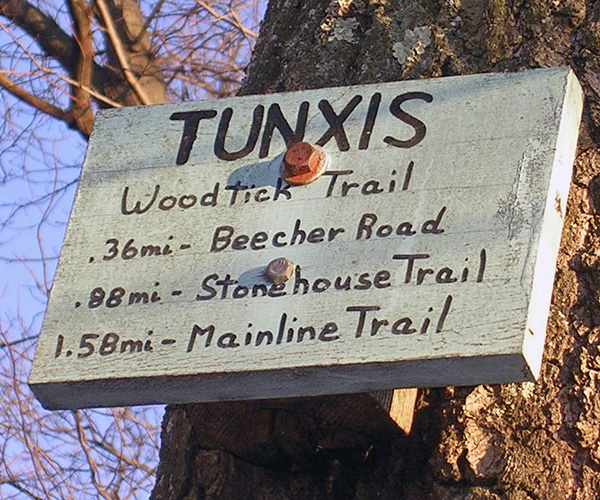 TUNXIS
Woodtick Trail
.36mi- Beecher Road
.88mi- Stonehouse Trail
1.58mi- Mainline Trail